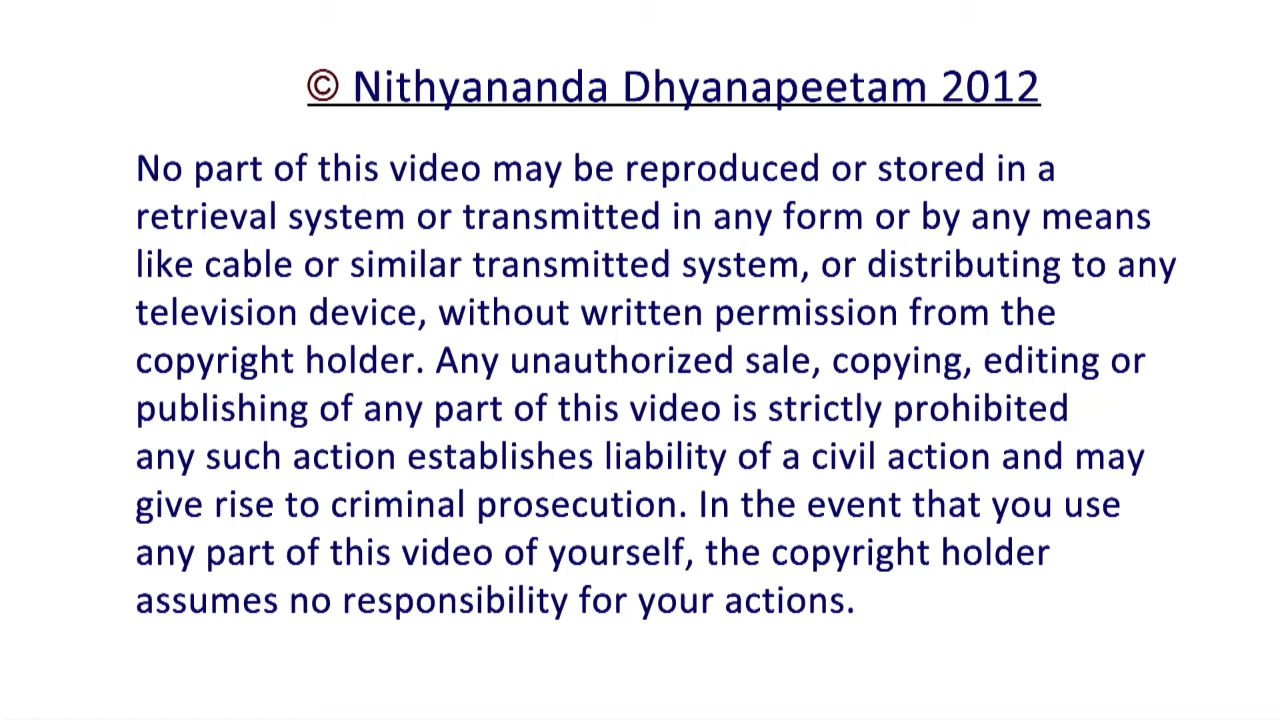 © Nithyananda Dhyanapeetam 2012
No part of this video may be reproduced or stored in a
retrieval system or transmitted in any form or by any means
like cable or similar transmitted system, or distributing to any
television device, without written permission from the
copyright holder. Any unauthorized sale, copying, editing or
publishing of any part of this video is strictly prohibited
any such action establishes liability of a civil action and may
give rise to criminal prosecution. In the event that you use
any part of this video of yourself, the copyright holder
assumes no responsibility for your actions.